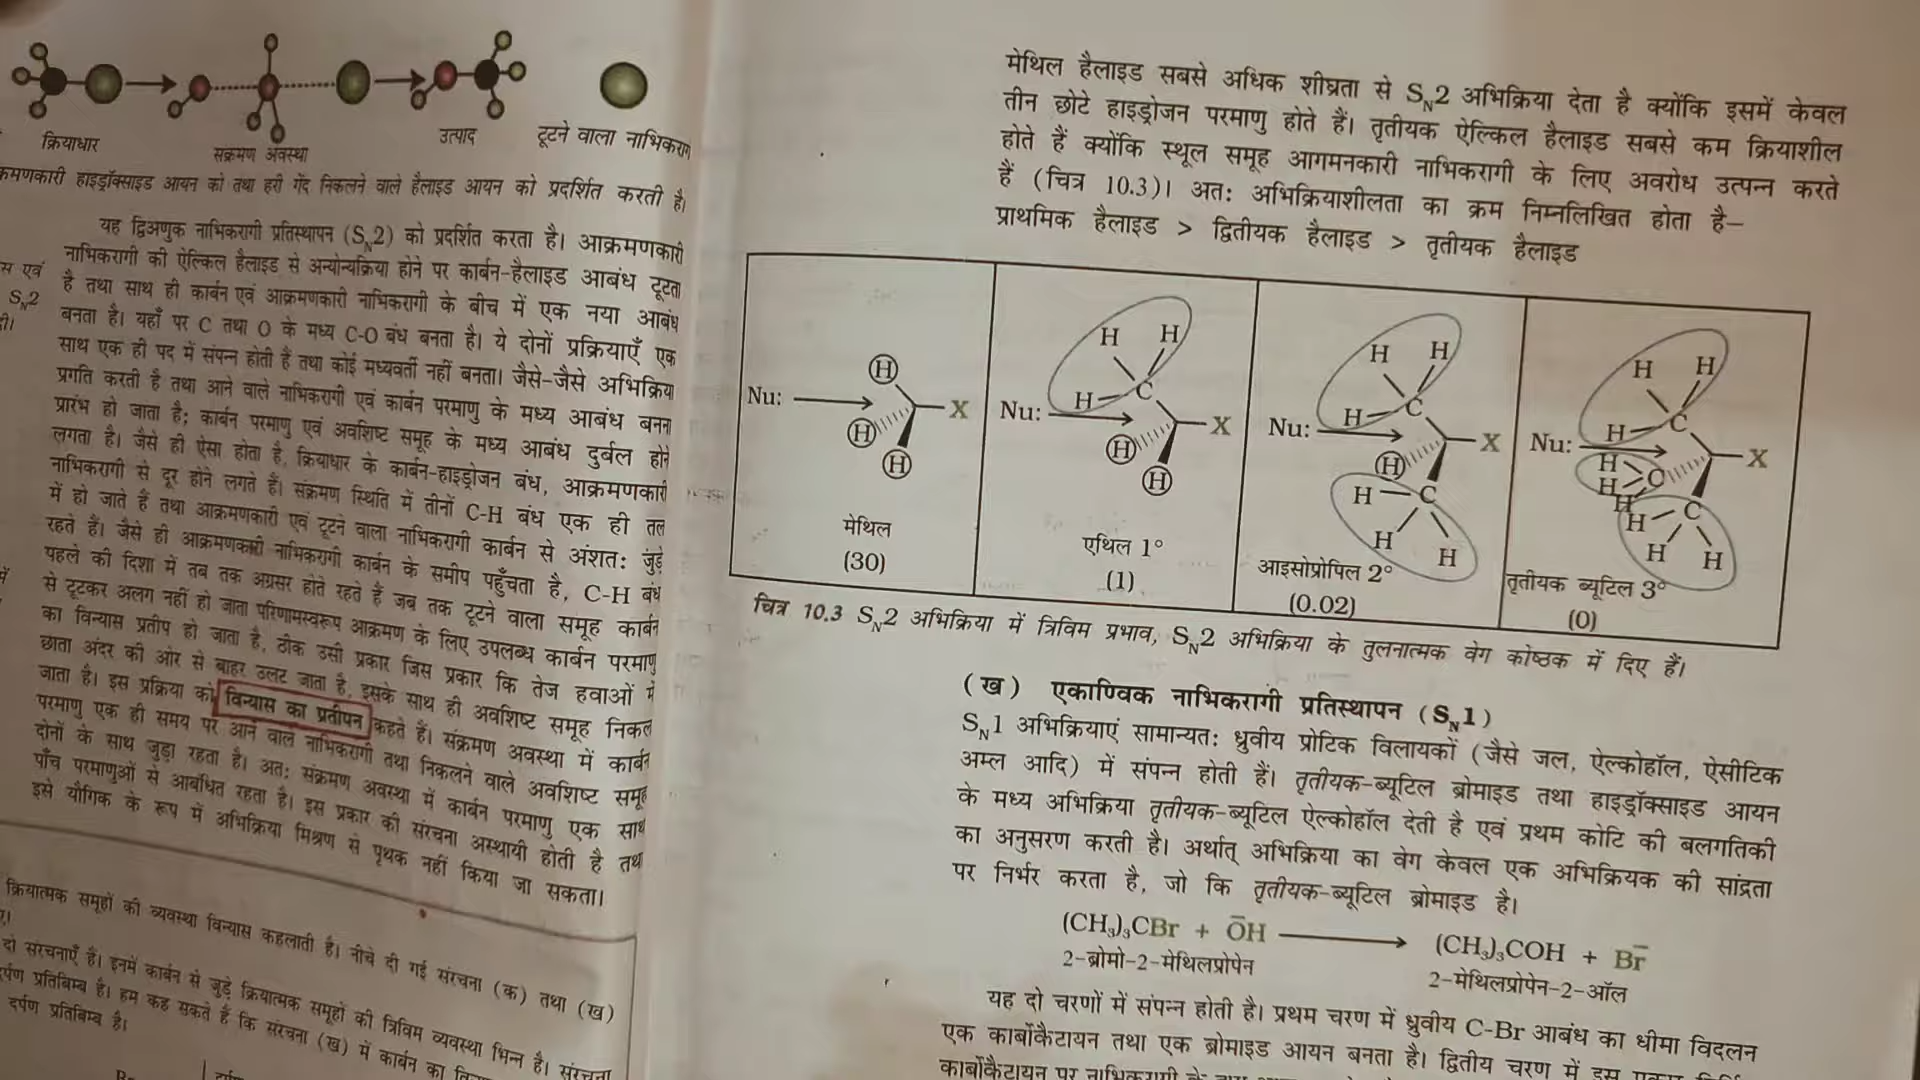 क्रियाधार
सक्रमण अवस्था
उत्पाद
टूटने वाला नाभिकराग
क्रमणकारी हाइड्रॉक्साइड आयन को तथा हरी गेंद निकलने वाले हैलाइड आयन को प्रदर्शित करती है।
यह द्विअणुक नाभिकरागी प्रतिस्थापन (SN2) को प्रदर्शित करता है। आक्रमणकारी
नाभिकरागी की ऐल्किल हैलाइड से अन्योन्यक्रिया होने पर कार्बन-हैलाइड आबंध टूटता
है तथा साथ ही कार्बन एवं आक्रमणकारी नाभिकरागी के बीच में एक नया आबंध
बनता है। यहाँ पर C तथा O के मध्य C-O बंध बनता है। ये दोनों प्रक्रियाएँ एक
साथ एक ही पद में संपन्न होती हैं तथा कोई मध्यवर्ती नहीं बनता। जैसे-जैसे अभिक्रिया
प्रगति करती है तथा आने वाले नाभिकरागी एवं कार्बन परमाणु के मध्य आबंध बनना
प्रारंभ हो जाता है; कार्बन परमाणु एवं अवशिष्ट समूह के मध्य आबंध दुर्बल होने
लगता है। जैसे ही ऐसा होता है, क्रियाधार के कार्बन-हाइड्रोजन बंध, आक्रमणकारी
नाभिकरागी से दूर होने लगते हैं। संक्रमण स्थिति में तीनों C-H बंध एक ही तल
में हो जाते हैं तथा आक्रमणकारी एवं टूटने वाला नाभिकरागी कार्बन से अंशतः जुड़े
रहते हैं। जैसे ही आक्रमणकारी नाभिकरागी कार्बन के समीप पहुँचता है, C-H बंध
पहले की दिशा में तब तक अग्रसर होते रहते हैं जब तक टूटने वाला समूह कार्बन
से टूटकर अलग नहीं हो जाता परिणामस्वरूप आक्रमण के लिए उपलब्ध कार्बन परमाणु
का विन्यास प्रतीप हो जाता है, ठीक उसी प्रकार जिस प्रकार कि तेज हवाओं में
छाता अंदर की ओर से बाहर उलट जाता है, इसके साथ ही अवशिष्ट समूह निकल
जाता है। इस प्रक्रिया को विन्यास का प्रतीपन कहते हैं। संक्रमण अवस्था में कार्बन
परमाणु एक ही समय पर आने वाले नाभिकरागी तथा निकलने वाले अवशिष्ट समूह
दोनों के साथ जुड़ा रहता है। अतः संक्रमण अवस्था में कार्बन परमाणु एक साथ
पाँच परमाणुओं से आबंधित रहता है। इस प्रकार की संरचना अस्थायी होती है तथ
इसे यौगिक के रूप में अभिक्रिया मिश्रण से पृथक नहीं किया जा सकता।
स एवं
SN2
क्रियात्मक समूहों की व्यवस्था विन्यास कहलाती है। नीचे दी गई संरचना (क) तथा (ख)
दो संरचनाएँ हैं। इनमें कार्बन से जुड़े क्रियात्मक समूहों की त्रिविम व्यवस्था भिन्न है। संरचना
दर्पण प्रतिबिम्ब है। हम कह सकते हैं कि संरचना (ख) में कार्बन का
दर्पण प्रतिबिम्ब है।
मेथिल हैलाइड सबसे अधिक शीघ्रता से SN2 अभिक्रिया देता है क्योंकि इसमें केवल
तीन छोटे हाइड्रोजन परमाणु होते हैं। तृतीयक ऐल्किल हैलाइड सबसे कम क्रियाशील
होते हैं क्योंकि स्थूल समूह आगमनकारी नाभिकरागी के लिए अवरोध उत्पन्न करते
हैं (चित्र 10.3)। अतः अभिक्रियाशीलता का क्रम निम्नलिखित होता है–
प्राथमिक हैलाइड > द्वितीयक हैलाइड > तृतीयक हैलाइड
Nu: H H H X
मेथिल
(30)
Nu: H H H C H H X
एथिल 1°
(1)
Nu: H H H C H H C H H X
आइसोप्रोपिल 2°
(0.02)
Nu: H H H C H H H H C H H X
तृतीयक ब्यूटिल 3°
(0)
चित्र 10.3 SN2 अभिक्रिया में त्रिविम प्रभाव, SN2 अभिक्रिया के तुलनात्मक वेग कोष्ठक में दिए हैं।
(ख) एकाण्विक नाभिकरागी प्रतिस्थापन (SN1)
SN1 अभिक्रियाएं सामान्यतः ध्रुवीय प्रोटिक विलायकों (जैसे जल, ऐल्कोहॉल, ऐसीटिक
अम्ल आदि) में संपन्न होती हैं। तृतीयक-ब्यूटिल ब्रोमाइड तथा हाइड्रॉक्साइड आयन
के मध्य अभिक्रिया तृतीयक-ब्यूटिल ऐल्कोहॉल देती है एवं प्रथम कोटि की बलगतिकी
का अनुसरण करती है। अर्थात् अभिक्रिया का वेग केवल एक अभिक्रियक की सांद्रता
पर निर्भर करता है, जो कि तृतीयक-ब्यूटिल ब्रोमाइड है।
(CH₃)₃CBr + ŌH ⟶ (CH₃)₃COH + Br̄
2-ब्रोमो-2-मेथिलप्रोपेन 2-मेथिलप्रोपेन-2-ऑल
यह दो चरणों में संपन्न होती है। प्रथम चरण में ध्रुवीय C-Br आबंध का धीमा विदलन
एक कार्बोकैटायन तथा एक ब्रोमाइड आयन बनता है। द्वितीय चरण में इस
कार्बोकैटायन पर नाभिकरागी के